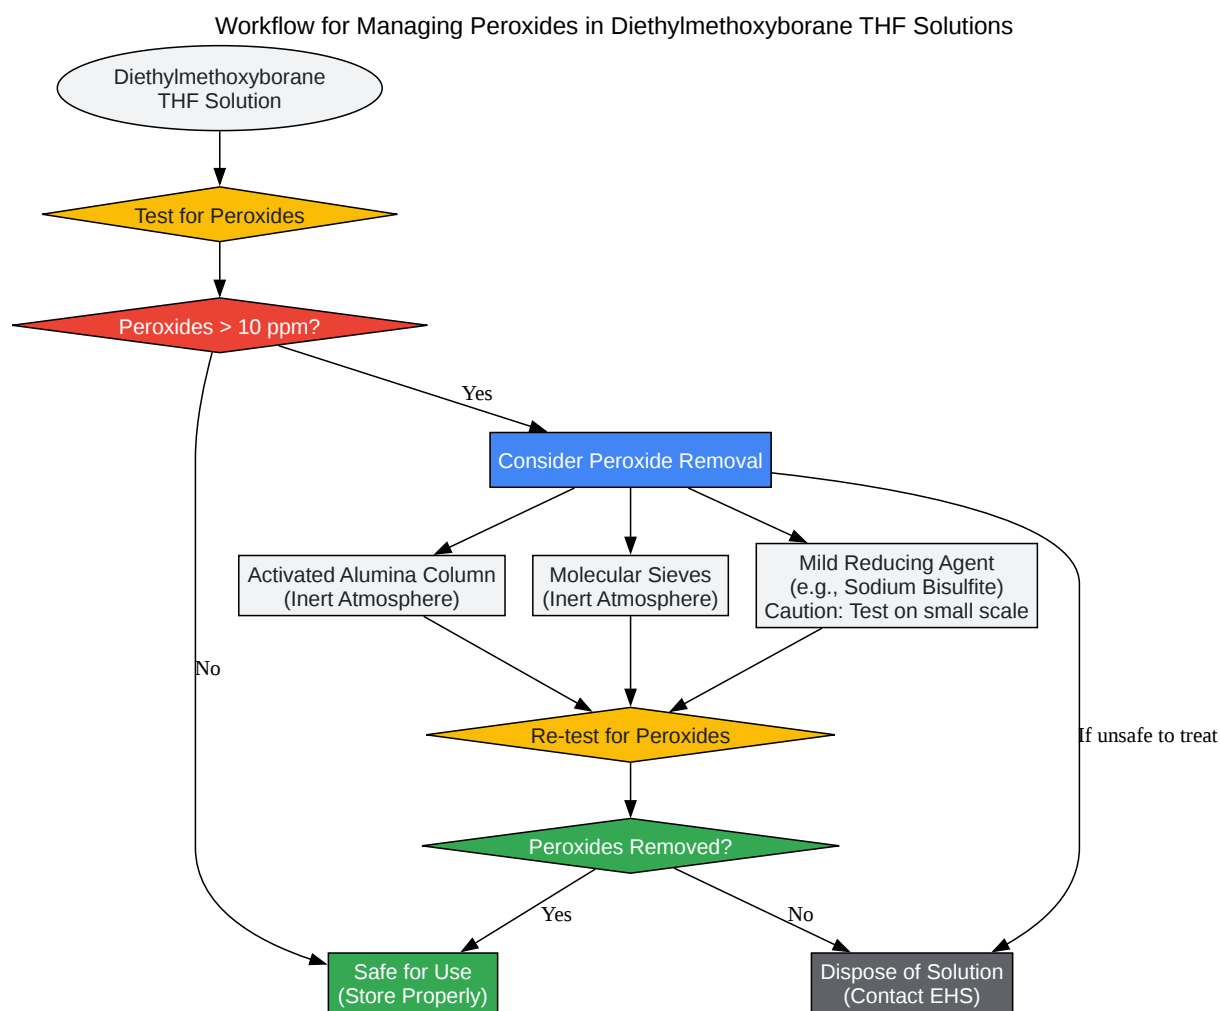 Workflow for Managing Peroxides in Diethylmethoxyborane THF Solutions
Diethylmethoxyborane
THF Solution
Test for Peroxides
Peroxides > 10 ppm?
Yes
Consider Peroxide Removal
Activated Alumina Column
(Inert Atmosphere)
Molecular Sieves
(Inert Atmosphere)
Mild Reducing Agent
(e.g., Sodium Bisulfite)
Caution: Test on small scale
No
Re-test for Peroxides
If unsafe to treat
Peroxides Removed?
Yes
No
Safe for Use
(Store Properly)
Dispose of Solution
(Contact EHS)